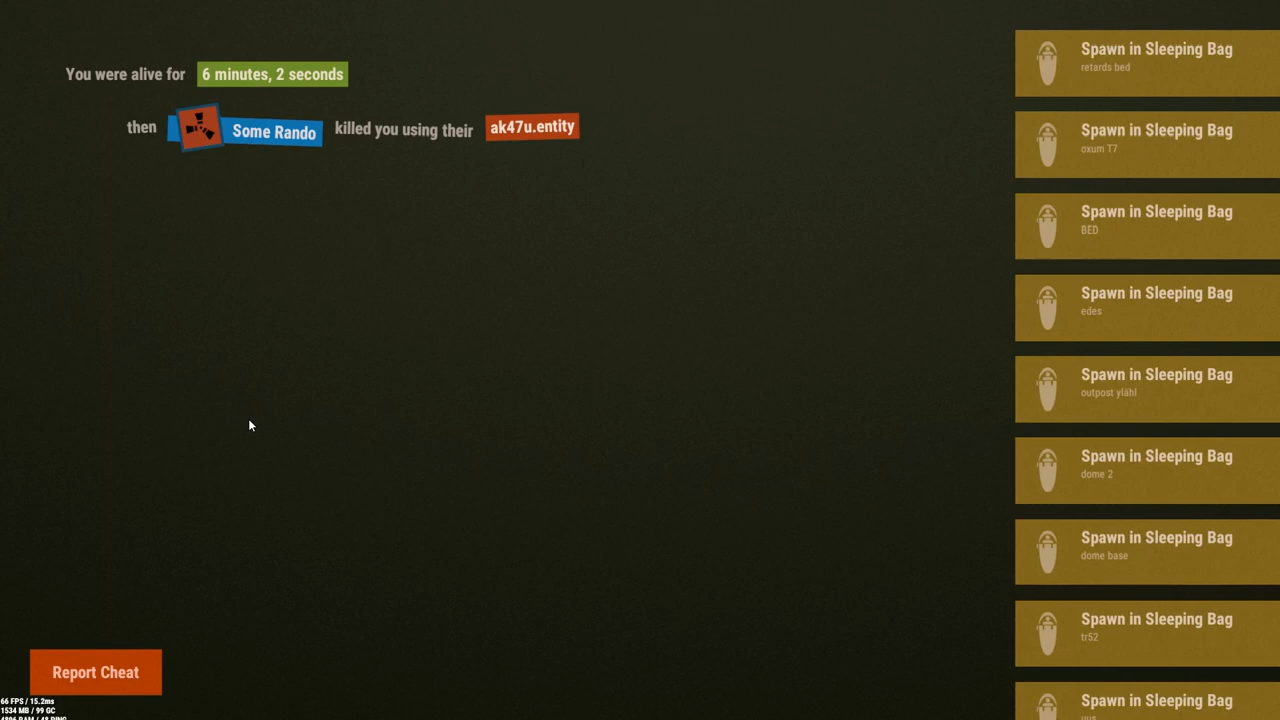 You were alive for 6 minutes, 2 seconds
then Some Rando killed you using their ak47u.entity
Spawn in Sleeping Bag
retards bed
Spawn in Sleeping Bag
oxum T7
Spawn in Sleeping Bag
BED
Spawn in Sleeping Bag
edes
Spawn in Sleeping Bag
outpost ylähl
Spawn in Sleeping Bag
dome 2
Spawn in Sleeping Bag
dome base
Spawn in Sleeping Bag
tr52
Spawn in Sleeping Bag
Report Cheat
66 FPS / 15.2ms
1534 MB / 99 GC